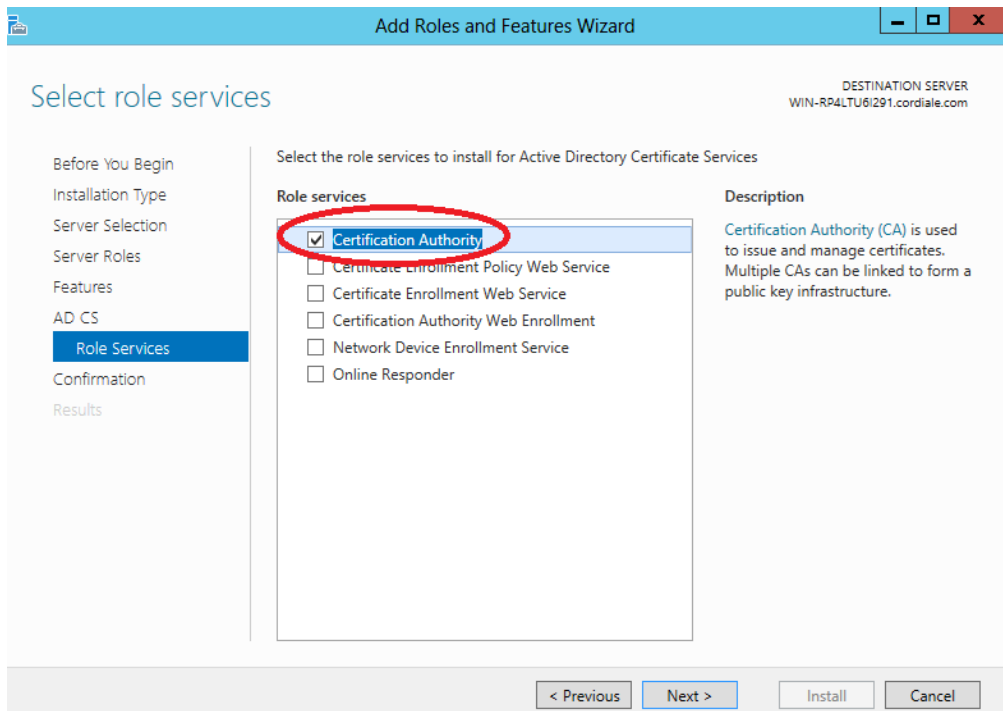 Add Roles and Features Wizard
Select role services
DESTINATION SERVER
WIN-RP4LTU6I291.cordiale.com
Before You Begin
Installation Type
Server Selection
Server Roles
Features
AD CS
Role Services
Confirmation
Results
Select the role services to install for Active Directory Certificate Services
Role services
Certification Authority
Certificate Enrollment Policy Web Service
Certificate Enrollment Web Service
Certification Authority Web Enrollment
Network Device Enrollment Service
Online Responder
Description
Certification Authority (CA) is used
to issue and manage certificates.
Multiple CAs can be linked to form a
public key infrastructure.
< Previous
Next >
Install
Cancel